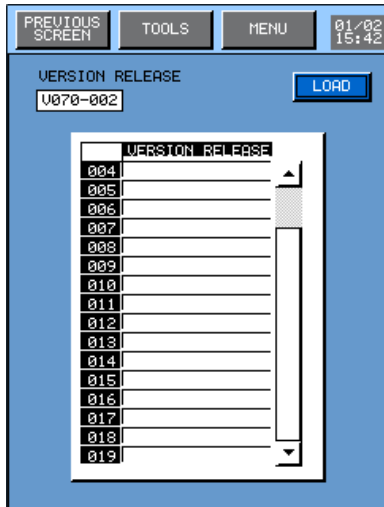 PREVIOUS
SCREEN
TOOLS
MENU
01/02
15:42
VERSION RELEASE
LOAD
V070-002
VERSION RELEASE
004
005
006
007
008
009
010
011
012
013
014
015
016
017
018
019